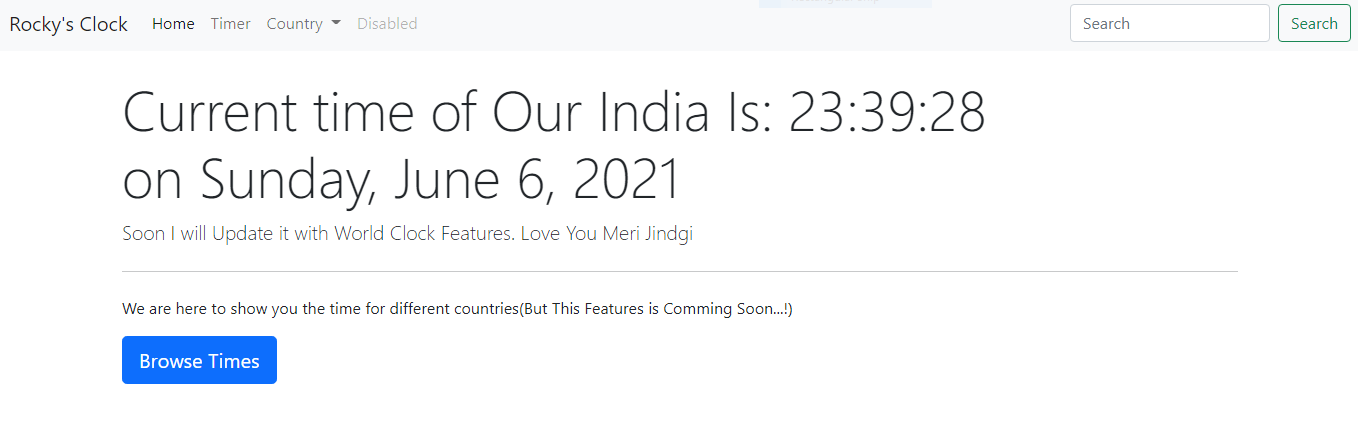 Rocky's Clock Home Timer Country Disabled Search Search
Current time of Our India Is: 23:39:28
on Sunday, June 6, 2021
Soon I will Update it with World Clock Features. Love You Meri Jindgi
We are here to show you the time for different countries(But This Features is Comming Soon...!)
Browse Times